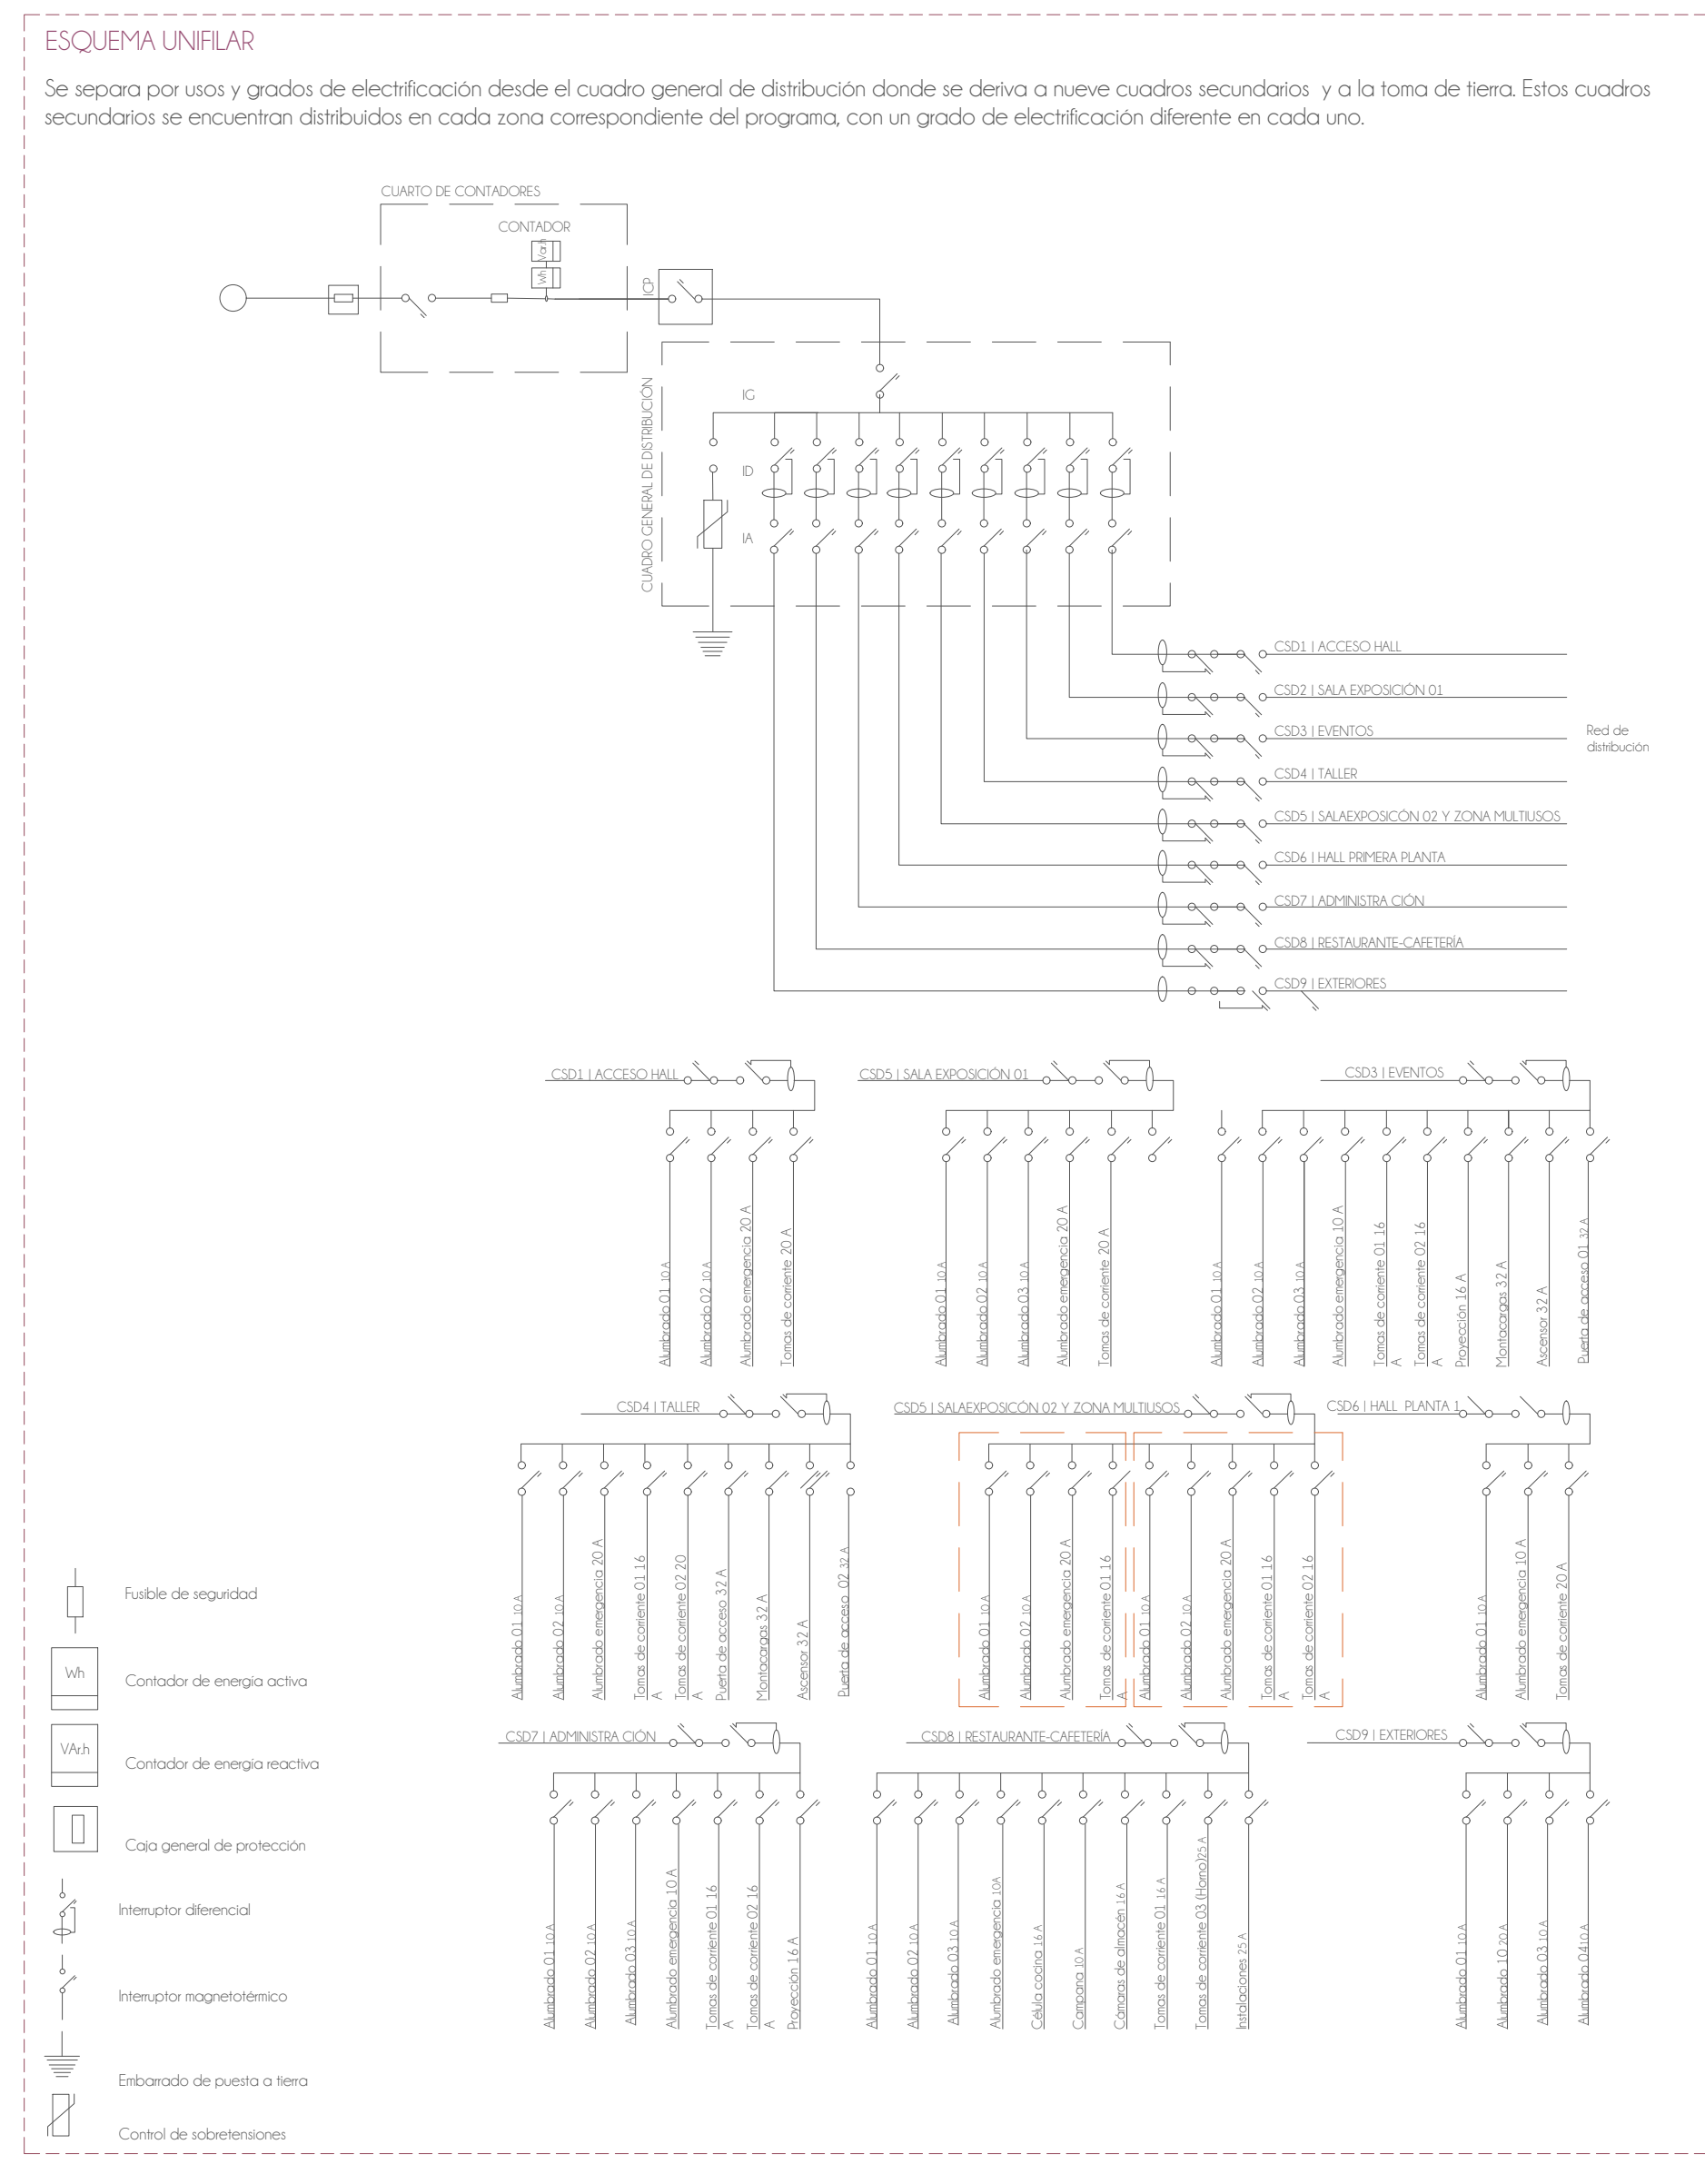 ESQUEMA UNIFILAR
Se separa por usos y grados de electrificación desde el cuadro general de distribución donde se deriva a nueve cuadros secundarios y a la toma de tierra. Estos cuadros
secundarios se encuentran distribuidos en cada zona correspondiente del programa, con un grado de electrificación diferente en cada uno.
CUARTO DE CONTADORES
CONTADOR
Var.h
Wh
ICP
CUADRO GENERAL DE DISTRIBUCIÓN
IG
ID
IA
CSD1 | ACCESO HALL
CSD2 | SALA EXPOSICIÓN 01
CSD3 | EVENTOS
Red de
distribución
CSD4 | TALLER
CSD5 | SALAEXPOSICÓN 02 Y ZONA MULTIUSOS
CSD6 | HALL PRIMERA PLANTA
CSD7 | ADMINISTRA CIÓN
CSD8 | RESTAURANTE-CAFETERÍA
CSD9 | EXTERIORES
CSD1 | ACCESO HALL
Alumbrado 01 10 A
Alumbrado 02 10 A
Alumbrado emergencia 20 A
Tomas de corriente 20 A
CSD5 | SALA EXPOSICIÓN 01
Alumbrado 01 10 A
Alumbrado 02 10 A
Alumbrado 03 10 A
Alumbrado emergencia 20 A
Tomas de corriente 20 A
CSD3 | EVENTOS
Alumbrado 01 10 A
Alumbrado 02 10 A
Alumbrado 03 10 A
Alumbrado emergencia 10 A
Tomas de corriente 01 16
A
Tomas de corriente 02 16
A
Proyección 16 A
Montacargas 32 A
Ascensor 32 A
Puerta de acceso 01 32 A
CSD4 | TALLER
Alumbrado 01 10 A
Alumbrado 02 10 A
Alumbrado emergencia 20 A
Tomas de corriente 01 16
A
Tomas de corriente 02 20
A
Puerta de acceso 32 A
Montacargas 32 A
Ascensor 32 A
Puerta de acceso 02 32 A
CSD5 | SALAEXPOSICÓN 02 Y ZONA MULTIUSOS
Alumbrado 01 10 A
Alumbrado 02 10 A
Alumbrado emergencia 20 A
Tomas de corriente 01 16
A
Alumbrado 01 10 A
Alumbrado 02 10 A
Alumbrado emergencia 20 A
Tomas de corriente 01 16
A
Tomas de corriente 02 16
A
CSD6 | HALL PLANTA 1
Alumbrado 01 10 A
Alumbrado emergencia 10 A
Tomas de corriente 20 A
CSD7 | ADMINISTRA CIÓN
Alumbrado 01 10 A
Alumbrado 02 10 A
Alumbrado 03 10 A
Alumbrado emergencia 10 A
Tomas de corriente 01 16
A
Tomas de corriente 02 16
A
Proyección 16 A
CSD8 | RESTAURANTE-CAFETERÍA
Alumbrado 01 10 A
Alumbrado 02 10 A
Alumbrado 03 10 A
Alumbrado emergencia 10A
Célula cocina 16 A
Campana 10 A
Cámaras de almacén 16 A
Tomas de corriente 01 16 A
Tomas de corriente 03 (Horno)25 A
Instalaciones 25 A
CSD9 | EXTERIORES
Alumbrado 01 10 A
Alumbrado 10 20 A
Alumbrado 03 10 A
Alumbrado 0410 A
Fusible de seguridad
Wh
Contador de energía activa
VAr.h
Contador de energía reactiva
Caja general de protección
Interruptor diferencial
Interruptor magnetotérmico
Embarrado de puesta a tierra
Control de sobretensiones